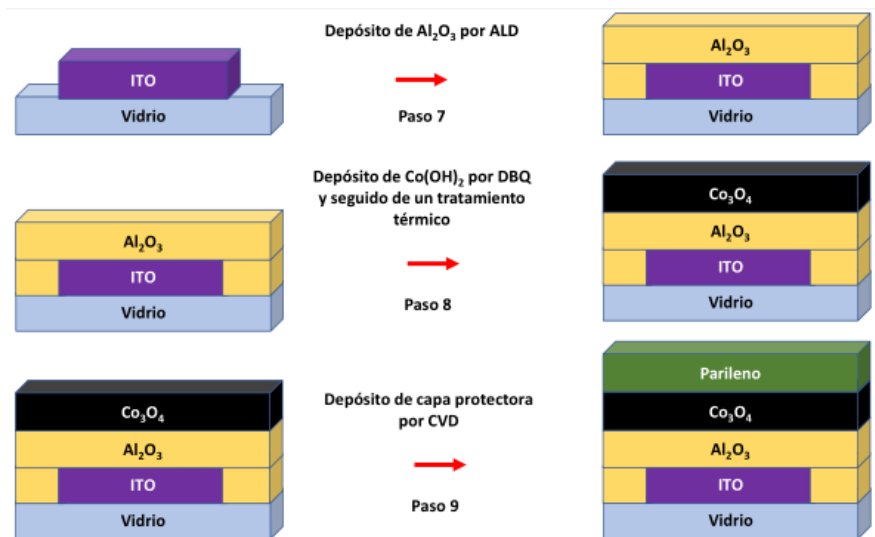 Depósito de Al₂O₃ por ALD
ITO
Vidrio
Paso 7
Al₂O₃
ITO
Vidrio
Depósito de Co(OH)₂ por DBQ
y seguido de un tratamiento
térmico
Al₂O₃
ITO
Vidrio
Paso 8
Co₃O₄
Al₂O₃
ITO
Vidrio
Depósito de capa protectora
por CVD
Co₃O₄
Al₂O₃
ITO
Vidrio
Paso 9
Parileno
Co₃O₄
Al₂O₃
ITO
Vidrio